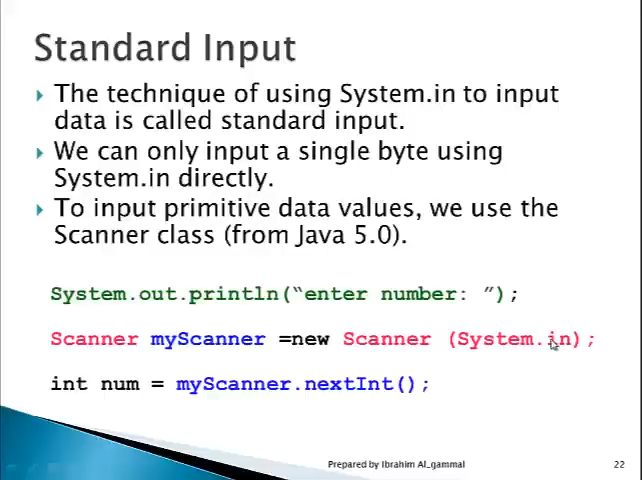 Standard Input
The technique of using System.in to input
data is called standard input.
We can only input a single byte using
System.in directly.
To input primitive data values, we use the
Scanner class (from Java 5.0).
System.out.println(“enter number: ”);
Scanner myScanner =new Scanner (System.in);
int num = myScanner.nextInt();
Prepared by Ibrahim Al_gammal 22